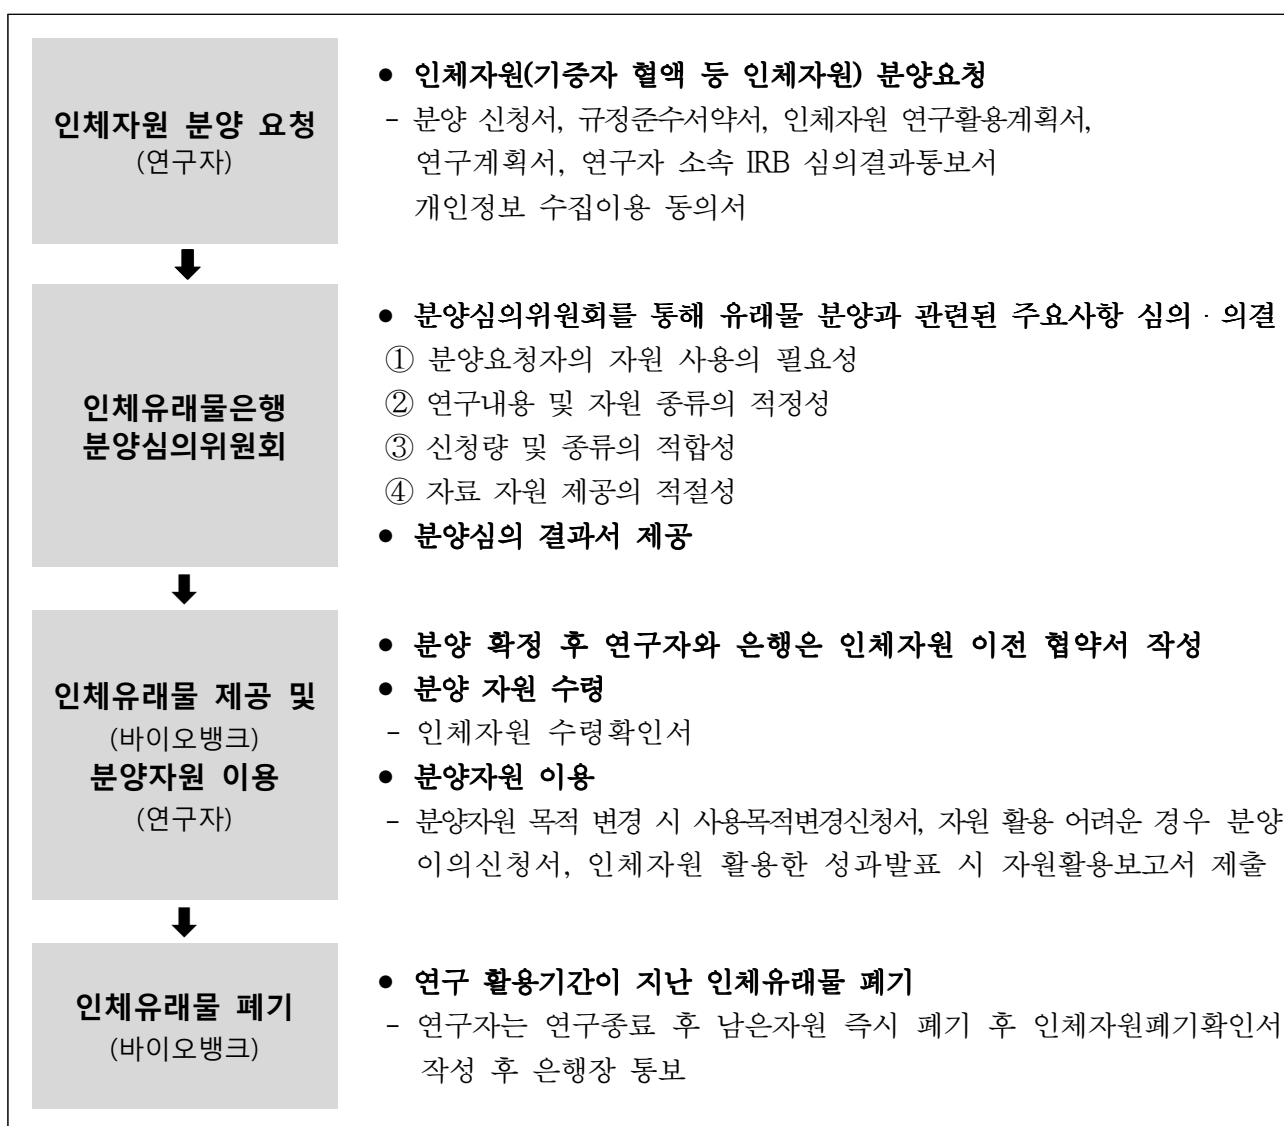 인체자원 분양 요청
(연구자)
● 인체자원(기증자 혈액 등 인체자원) 분양요청
- 분양 신청서, 규정준수서약서, 인체자원 연구활용계획서,
연구계획서, 연구자 소속 IRB 심의결과통보서
개인정보 수집이용 동의서
인체유래물은행
분양심의위원회
● 분양심의위원회를 통해 유래물 분양과 관련된 주요사항 심의 · 의결
① 분양요청자의 자원 사용의 필요성
② 연구내용 및 자원 종류의 적정성
③ 신청량 및 종류의 적합성
④ 자료 자원 제공의 적절성
● 분양심의 결과서 제공
인체유래물 제공 및
(바이오뱅크)
분양자원 이용
(연구자)
● 분양 확정 후 연구자와 은행은 인체자원 이전 협약서 작성
● 분양 자원 수령
- 인체자원 수령확인서
● 분양자원 이용
- 분양자원 목적 변경 시 사용목적변경신청서, 자원 활용 어려운 경우 분양
이의신청서, 인체자원 활용한 성과발표 시 자원활용보고서 제출
인체유래물 폐기
(바이오뱅크)
● 연구 활용기간이 지난 인체유래물 폐기
- 연구자는 연구종료 후 남은자원 즉시 폐기 후 인체자원폐기확인서
작성 후 은행장 통보